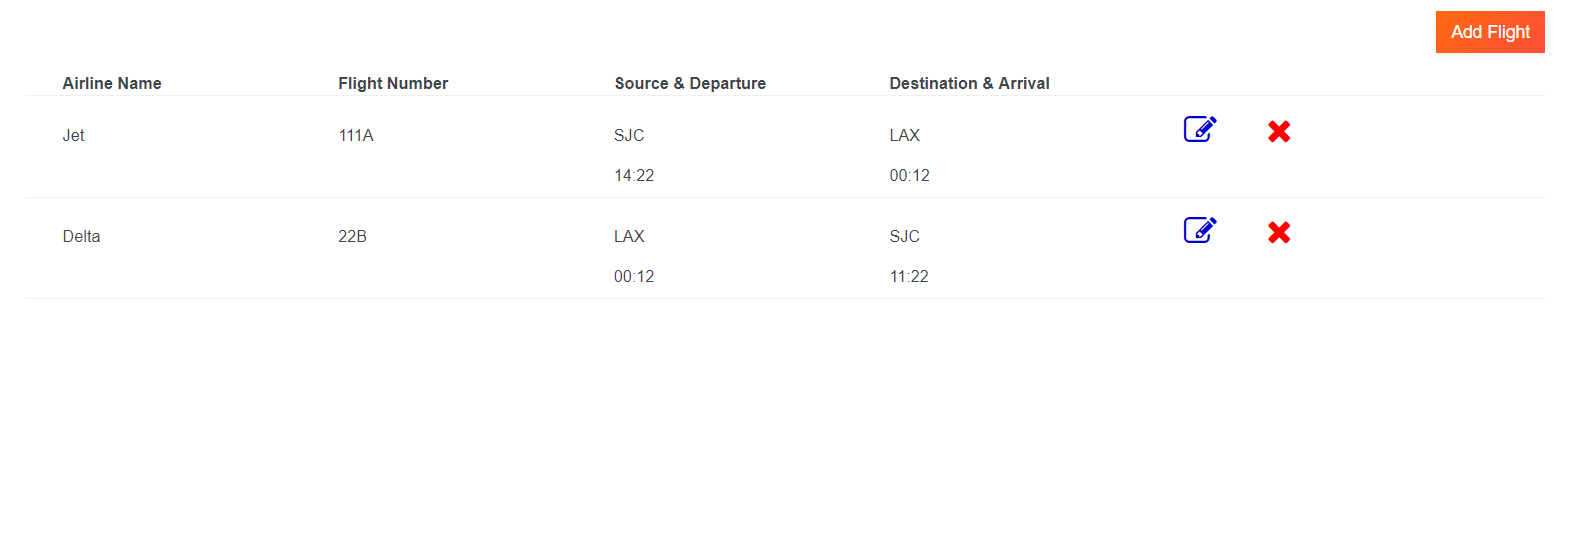 Add Flight
Airline Name Flight Number Source & Departure Destination & Arrival
Jet 111A SJC LAX
14:22 00:12
Delta 22B LAX SJC
00:12 11:22